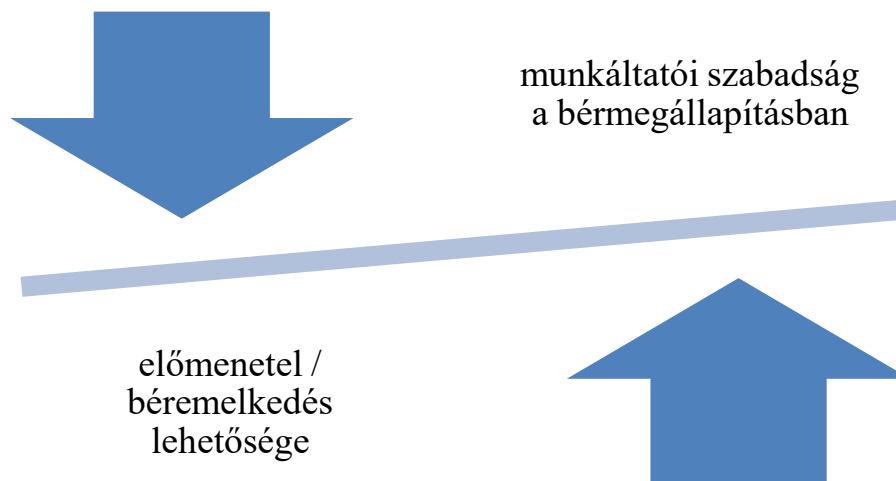 munkáltatói szabadság
a bérmegállapításban
előmenetel /
béremelkedés
lehetősége